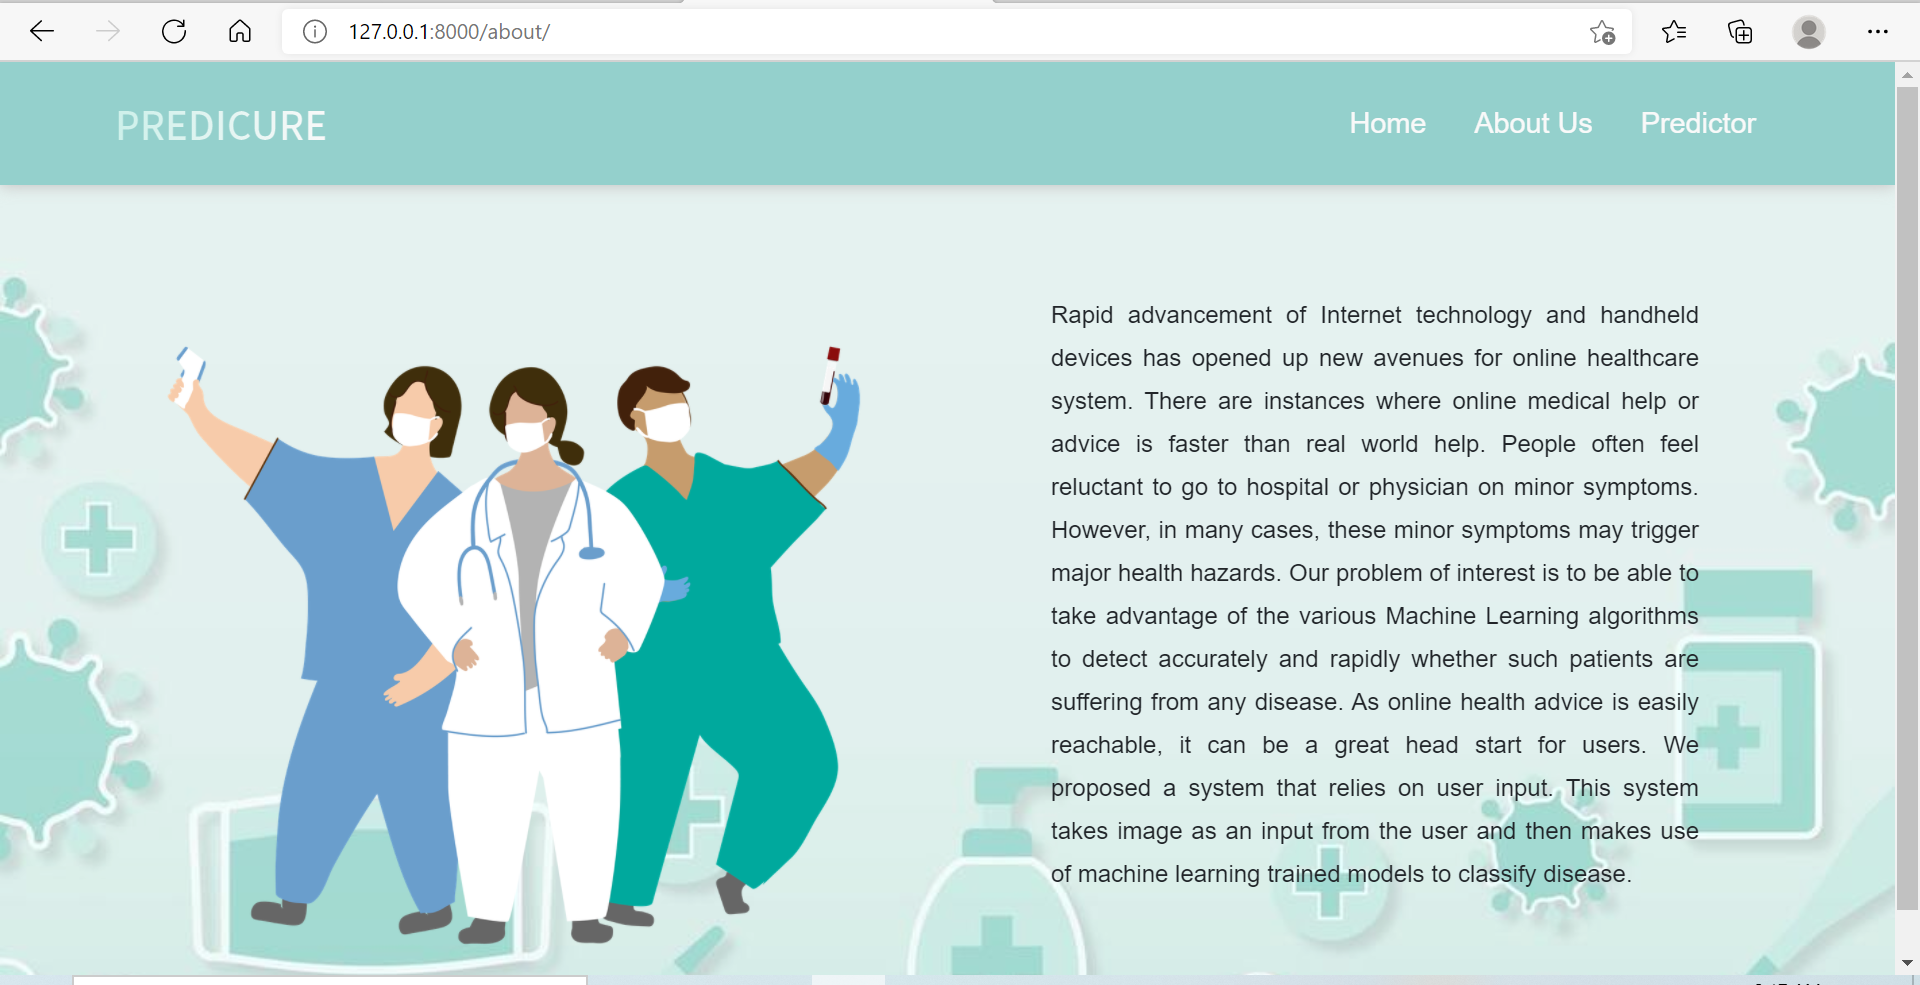 127.0.0.1:8000/about/
PREDICURE
Home About Us Predictor
Rapid advancement of Internet technology and handheld
devices has opened up new avenues for online healthcare
system. There are instances where online medical help or
advice is faster than real world help. People often feel
reluctant to go to hospital or physician on minor symptoms.
However, in many cases, these minor symptoms may trigger
major health hazards. Our problem of interest is to be able to
take advantage of the various Machine Learning algorithms
to detect accurately and rapidly whether such patients are
suffering from any disease. As online health advice is easily
reachable, it can be a great head start for users. We
proposed a system that relies on user input. This system
takes image as an input from the user and then makes use
of machine learning trained models to classify disease.